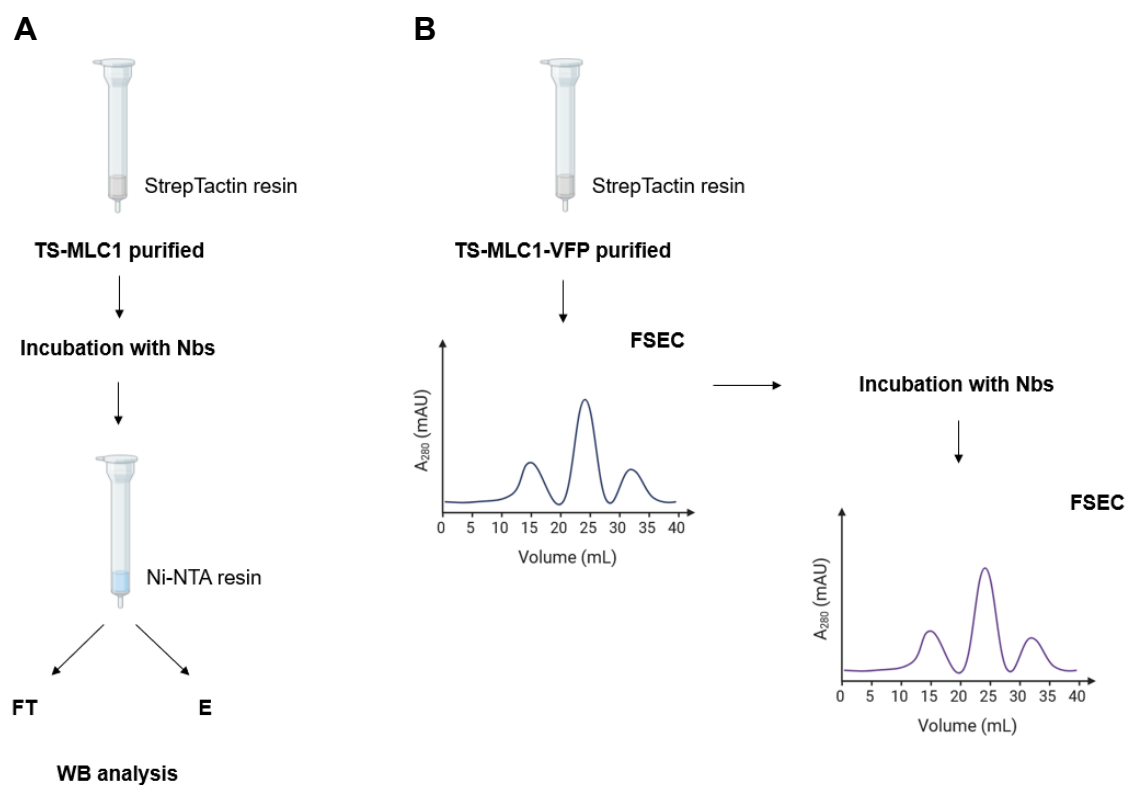 A
StrepTactin resin
TS-MLC1 purified
Incubation with Nbs
Ni-NTA resin
FT
E
WB analysis
B
StrepTactin resin
TS-MLC1-VFP purified
FSEC
A280 (mAU)
0 5 10 15 20 25 30 35 40
Volume (mL)
Incubation with Nbs
FSEC
A280 (mAU)
0 5 10 15 20 25 30 35 40
Volume (mL)